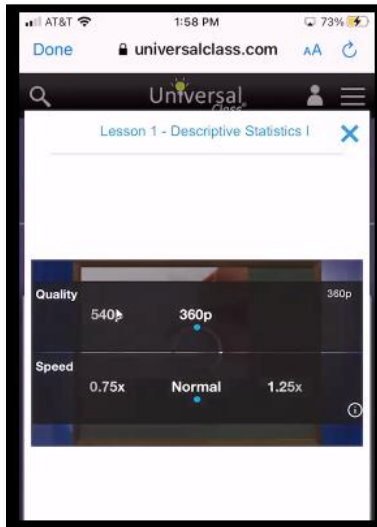 AT&T 1:58 PM 73%
Done universalclass.com AA
Universal
Class
Lesson 1 - Descriptive Statistics I
Quality 360p
540p 360p
Speed
0.75x Normal 1.25x